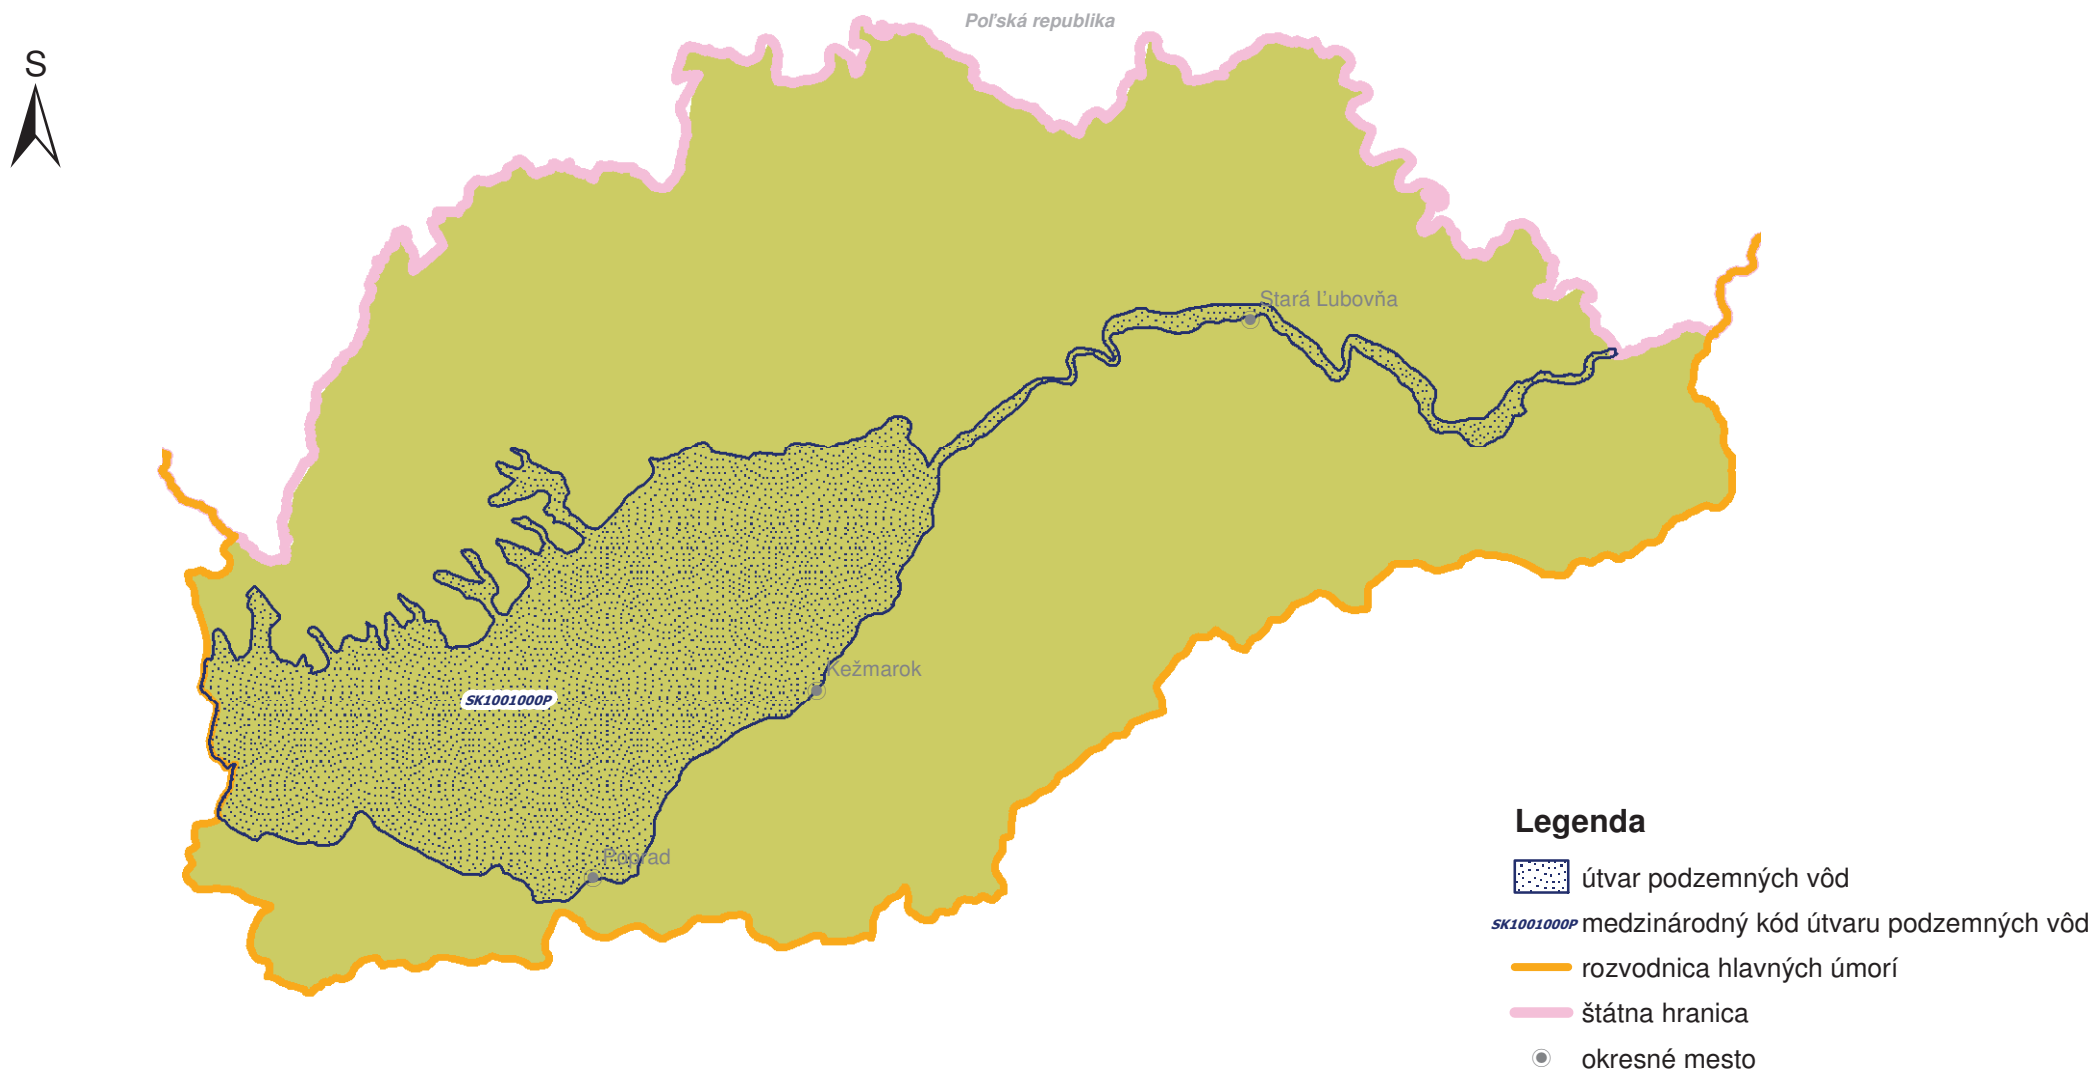 Poľská republika
S
Stará Ľubovňa
Kežmarok
SK1001000P
Poprad
Legenda
útvar podzemných vôd
SK1001000P medzinárodný kód útvaru podzemných vôd
rozvodnica hlavných úmorí
štátna hranica
okresné mesto